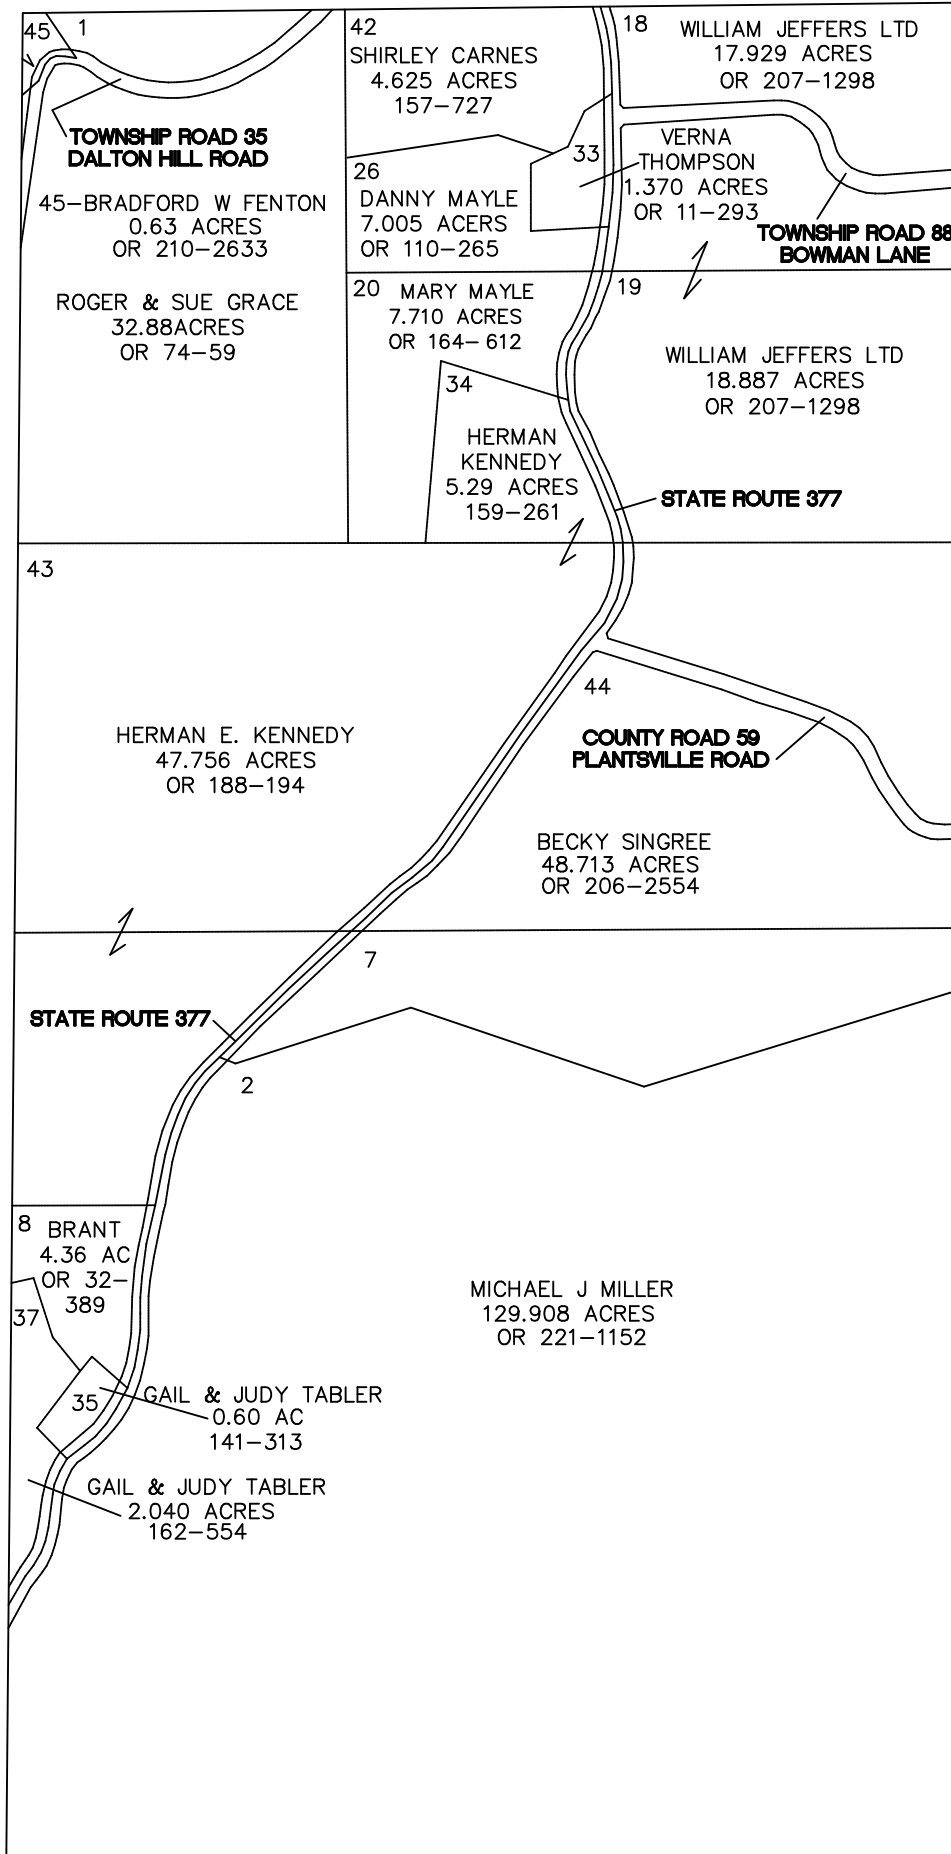 45
1
42
SHIRLEY CARNES
4.625 ACRES
157-727
18
WILLIAM JEFFERS LTD
17.929 ACRES
OR 207-1298
TOWNSHIP ROAD 35
DALTON HILL ROAD
33
VERNA
THOMPSON
1.370 ACRES
OR 11-293
26
DANNY MAYLE
7.005 ACERS
OR 110-265
45-BRADFORD W FENTON
0.63 ACRES
OR 210-2633
TOWNSHIP ROAD 88
BOWMAN LANE
ROGER & SUE GRACE
32.88ACRES
OR 74-59
20
MARY MAYLE
7.710 ACRES
OR 164-612
19
WILLIAM JEFFERS LTD
18.887 ACRES
OR 207-1298
34
HERMAN
KENNEDY
5.29 ACRES
159-261
STATE ROUTE 377
43
44
HERMAN E. KENNEDY
47.756 ACRES
OR 188-194
COUNTY ROAD 59
PLANTSVILLE ROAD
BECKY SINGREE
48.713 ACRES
OR 206-2554
7
STATE ROUTE 377
2
8
BRANT
4.36 AC
OR 32-
389
37
MICHAEL J MILLER
129.908 ACRES
OR 221-1152
35
GAIL & JUDY TABLER
0.60 AC
141-313
GAIL & JUDY TABLER
2.040 ACRES
162-554